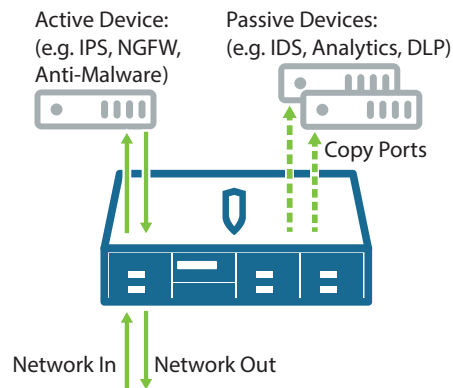 Active Device:
(e.g. IPS, NGFW,
Anti-Malware)
Passive Devices:
(e.g. IDS, Analytics, DLP)
Copy Ports
Network In
Network Out